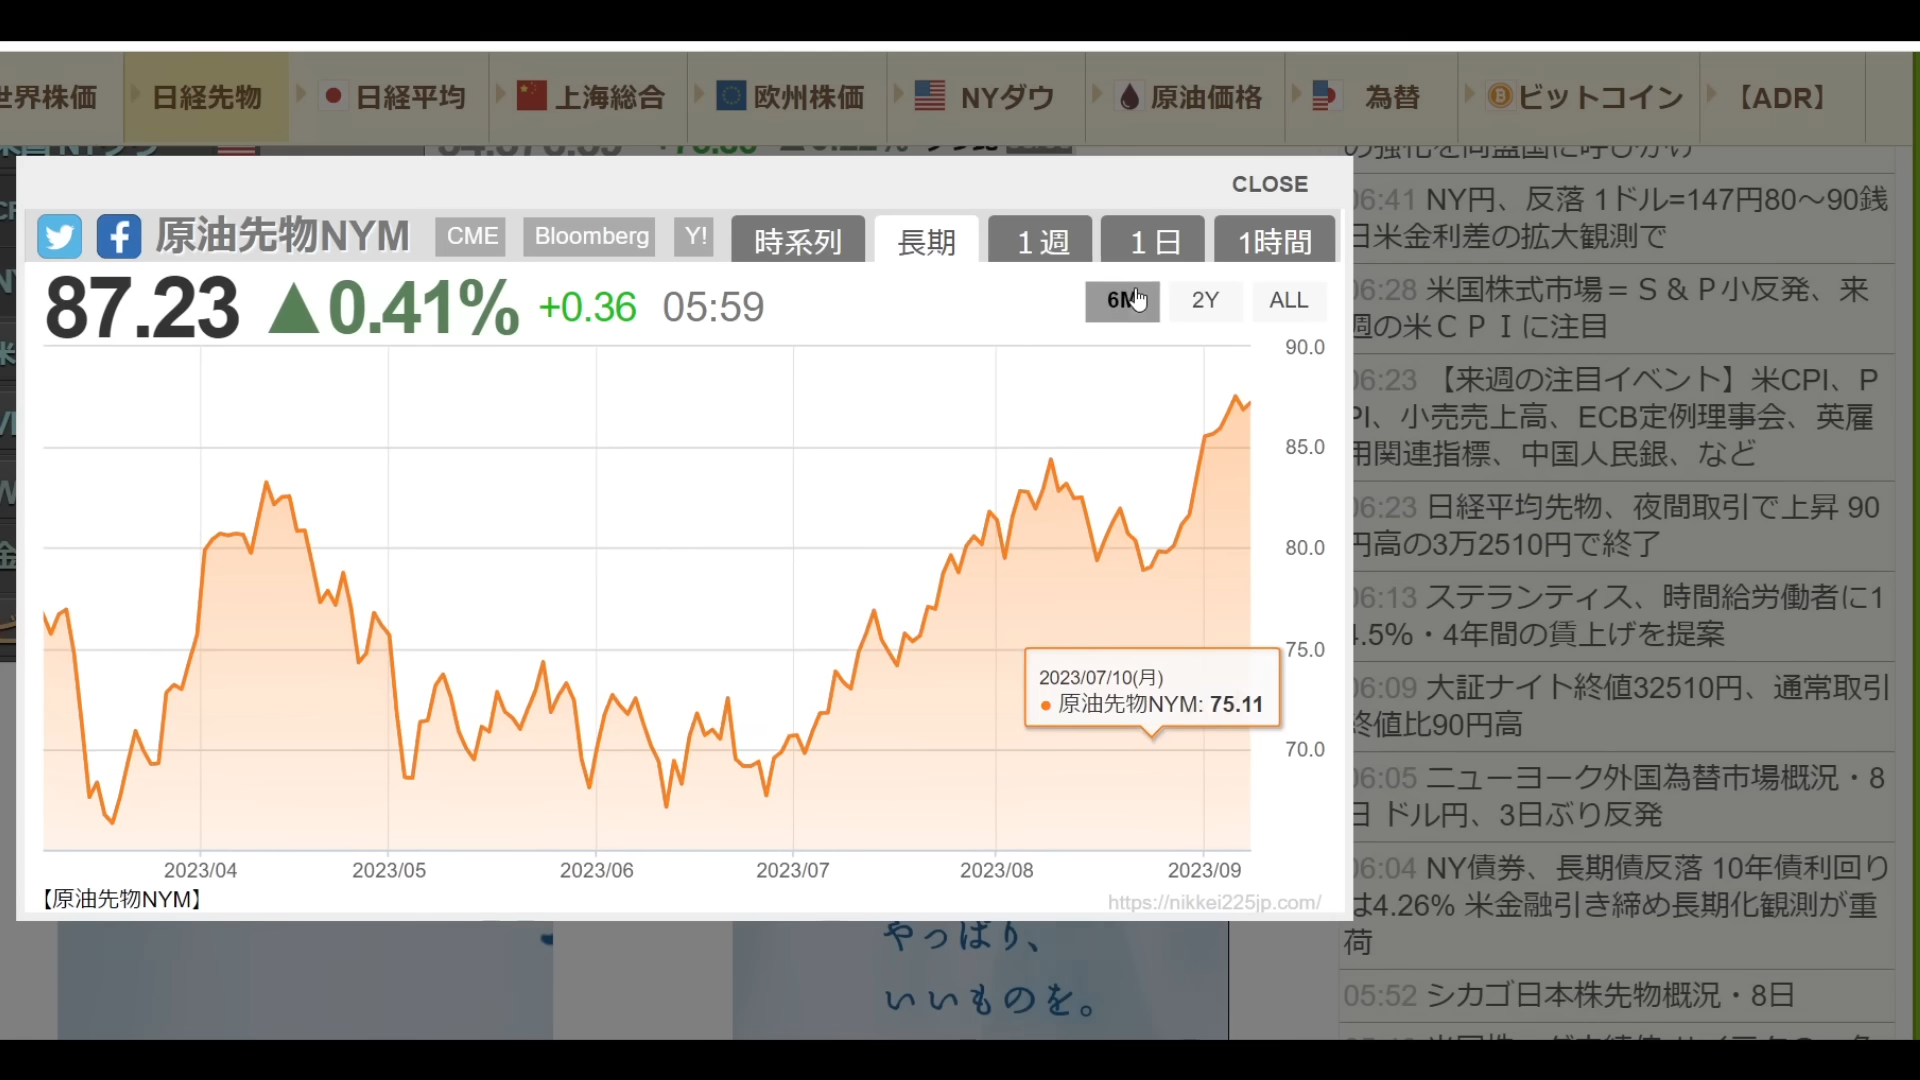 世界株価
日経先物
日経平均
上海総合
欧州株価
NYダウ
原油価格
為替
ビットコイン
【ADR】
CLOSE
原油先物NYM
CME
Bloomberg
Y!
時系列
長期
1週
1日
1時間
87.23 ▲0.41% +0.36 05:59
6M
2Y
ALL
90.0
85.0
80.0
75.0
70.0
2023/07/10(月)
原油先物NYM: 75.11
2023/04
2023/05
2023/06
2023/07
2023/08
2023/09
【原油先物NYM】
https://nikkei225jp.com/
やっぱり、
いいものを。
の強化を同盟国に呼びかけ
06:41 NY円、反落 1ドル=147円80〜90銭
日米金利差の拡大観測で
06:28 米国株式市場＝Ｓ＆Ｐ小反発、来
週の米ＣＰＩに注目
06:23 【来週の注目イベント】米CPI、P
PI、小売売上高、ECB定例理事会、英雇
用関連指標、中国人民銀、など
06:23 日経平均先物、夜間取引で上昇 90
円高の3万2510円で終了
06:13 ステランティス、時間給労働者に1
4.5%・4年間の賃上げを提案
06:09 大証ナイト終値32510円、通常取引
終値比90円高
06:05 ニューヨーク外国為替市場概況・8
日 ドル円、3日ぶり反発
06:04 NY債券、長期債反落 10年債利回り
は4.26% 米金融引き締め長期化観測が重
荷
05:52 シカゴ日本株先物概況・8日